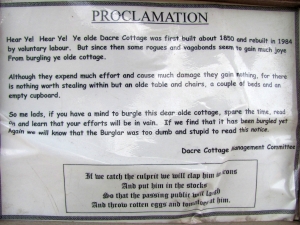 PROCLAMATION
Hear Ye! Hear Ye! Ye olde Dacre Cottage was first built about 1850 and rebuilt in 1984
by voluntary labour. But since then some rogues and vagabonds seem to gain much joye
From burgling ye olde cottage.
Although they expend much effort and cause much damage they gain nothing, for there
is nothing worth stealing within but an olde table and chairs, a couple of beds and an
empty cupboard.
So me lads, if you have a mind to burgle this dear olde cottage, spare the time, read
on and learn that your efforts will be in vain. If we find that it has been burgled yet
Again we will know that the Burglar was too dumb and stupid to read this notice.
Dacre Cottage Management Committee
If we catch the culprit we will clap him in irons
And put him in the stocks
So that the passing public will laugh
And throw rotten eggs and tomatoes at him.